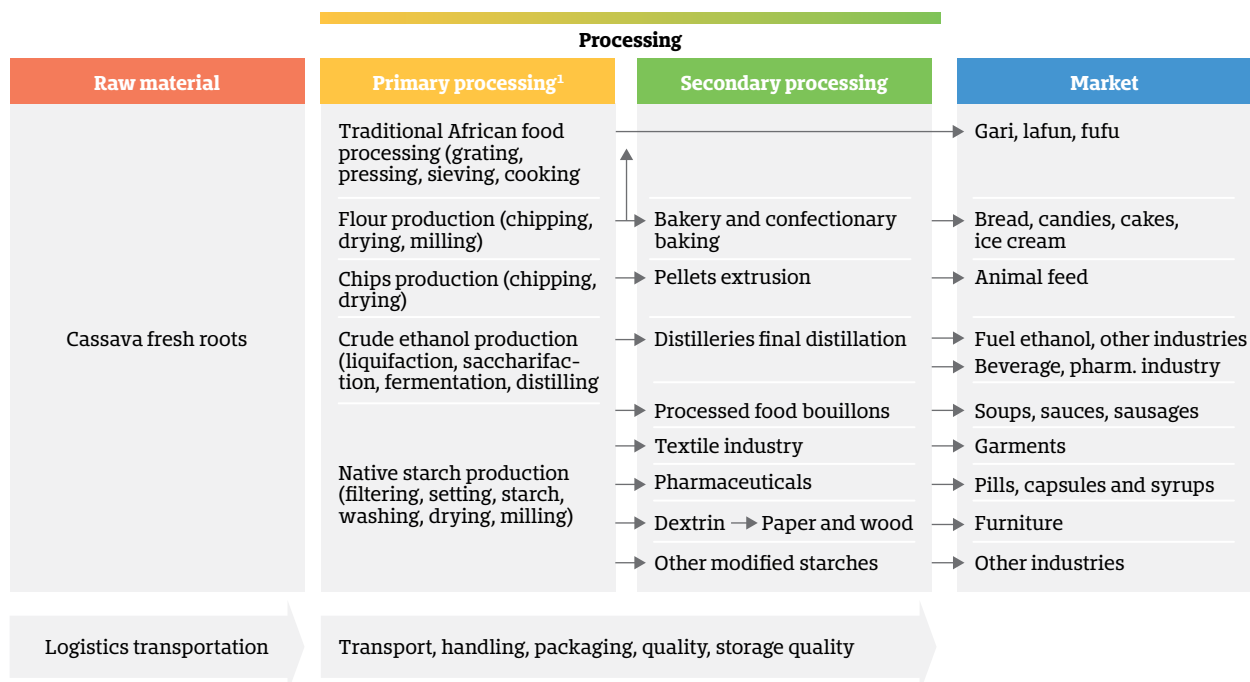 Processing
Raw material
Primary processing¹
Secondary processing
Market
Cassava fresh roots
Traditional African food
processing (grating,
pressing, sieving, cooking
Gari, lafun, fufu
Flour production (chipping,
drying, milling)
Bakery and confectionary
baking
Bread, candies, cakes,
ice cream
Chips production (chipping,
drying)
Pellets extrusion
Animal feed
Crude ethanol production
(liquifaction, saccharifac-
tion, fermentation, distilling
Distilleries final distillation
Fuel ethanol, other industries
Beverage, pharm. industry
Native starch production
(filtering, setting, starch,
washing, drying, milling)
Processed food bouillons
Soups, sauces, sausages
Textile industry
Garments
Pharmaceuticals
Pills, capsules and syrups
Dextrin
Paper and wood
Furniture
Other modified starches
Other industries
Logistics transportation
Transport, handling, packaging, quality, storage quality